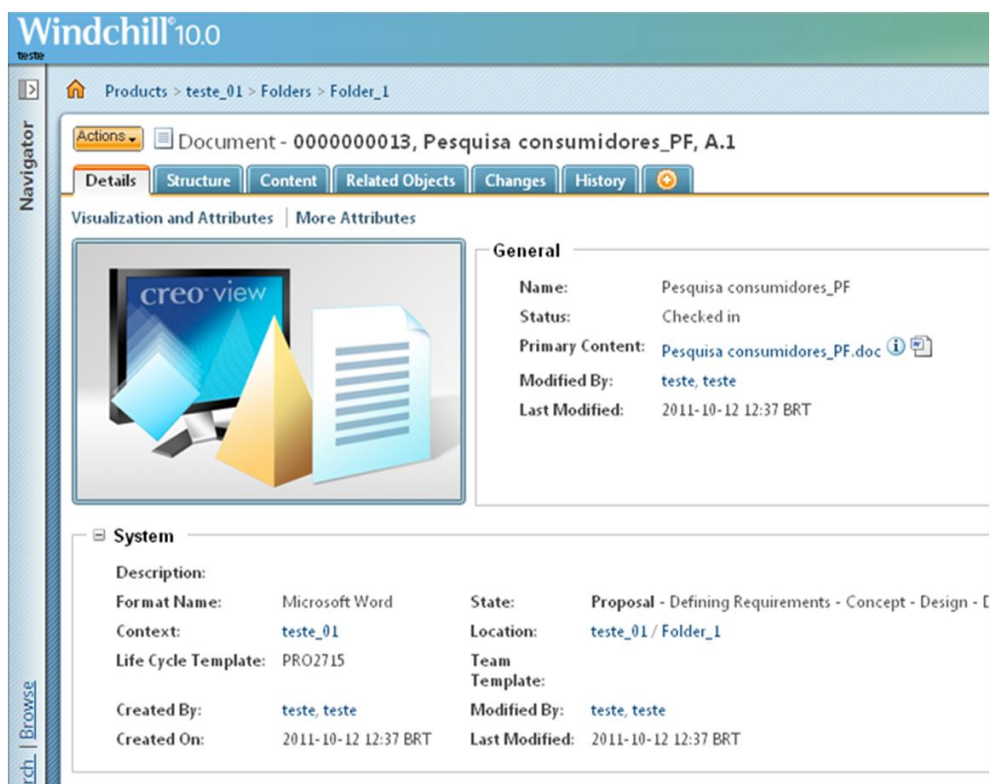 Windchill® 10.0
teste
Products > teste_01 > Folders > Folder_1
Navigator
Actions
Document - 0000000013, Pesquisa consumidores_PF, A.1
Details Structure Content Related Objects Changes History
Visualization and Attributes | More Attributes
creo view
General
Name: Pesquisa consumidores_PF
Status: Checked in
Primary Content: Pesquisa consumidores_PF.doc
Modified By: teste, teste
Last Modified: 2011-10-12 12:37 BRT
System
Description:
Format Name: Microsoft Word State: Proposal - Defining Requirements - Concept - Design -
Context: teste_01 Location: teste_01 / Folder_1
Life Cycle Template: PRO2715 Team Template:
Created By: teste, teste Modified By: teste, teste
Created On: 2011-10-12 12:37 BRT Last Modified: 2011-10-12 12:37 BRT
rch | Browse